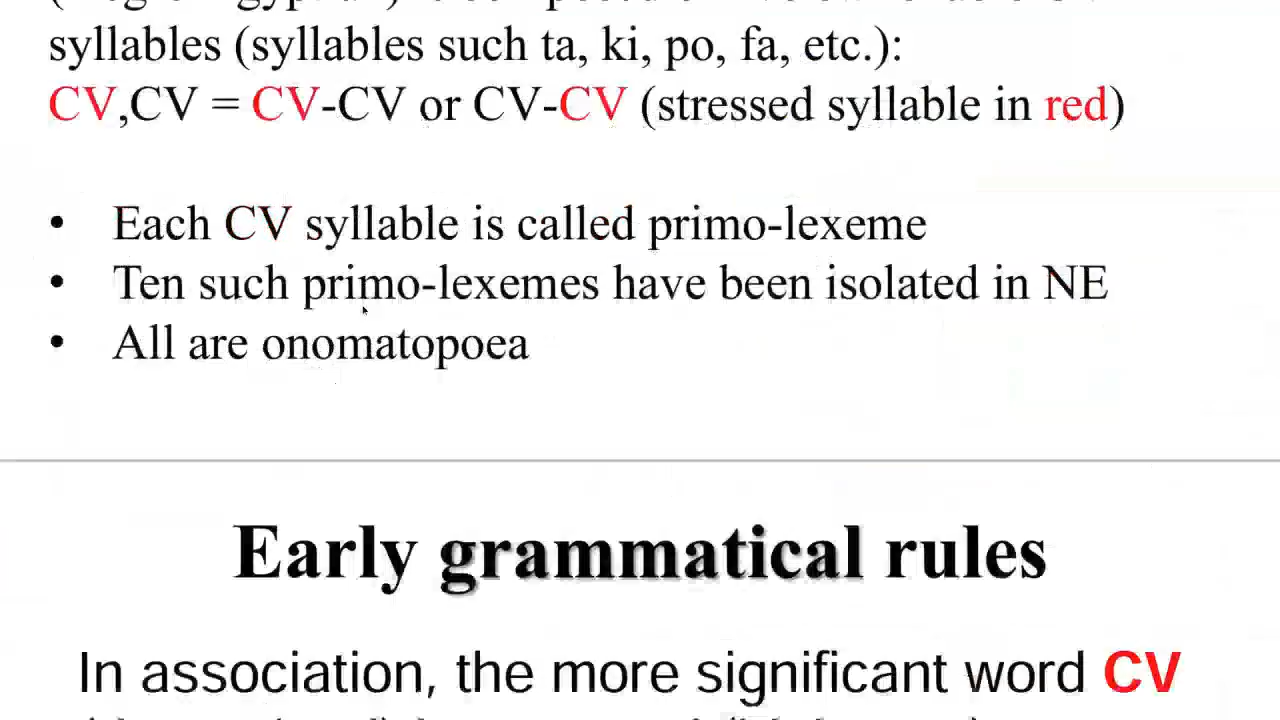 syllables (syllables such ta, ki, po, fa, etc.):
CV,CV = CV-CV or CV-CV (stressed syllable in red)
• Each CV syllable is called primo-lexeme
• Ten such primo-lexemes have been isolated in NE
• All are onomatopoea
Early grammatical rules
In association, the more significant word CV